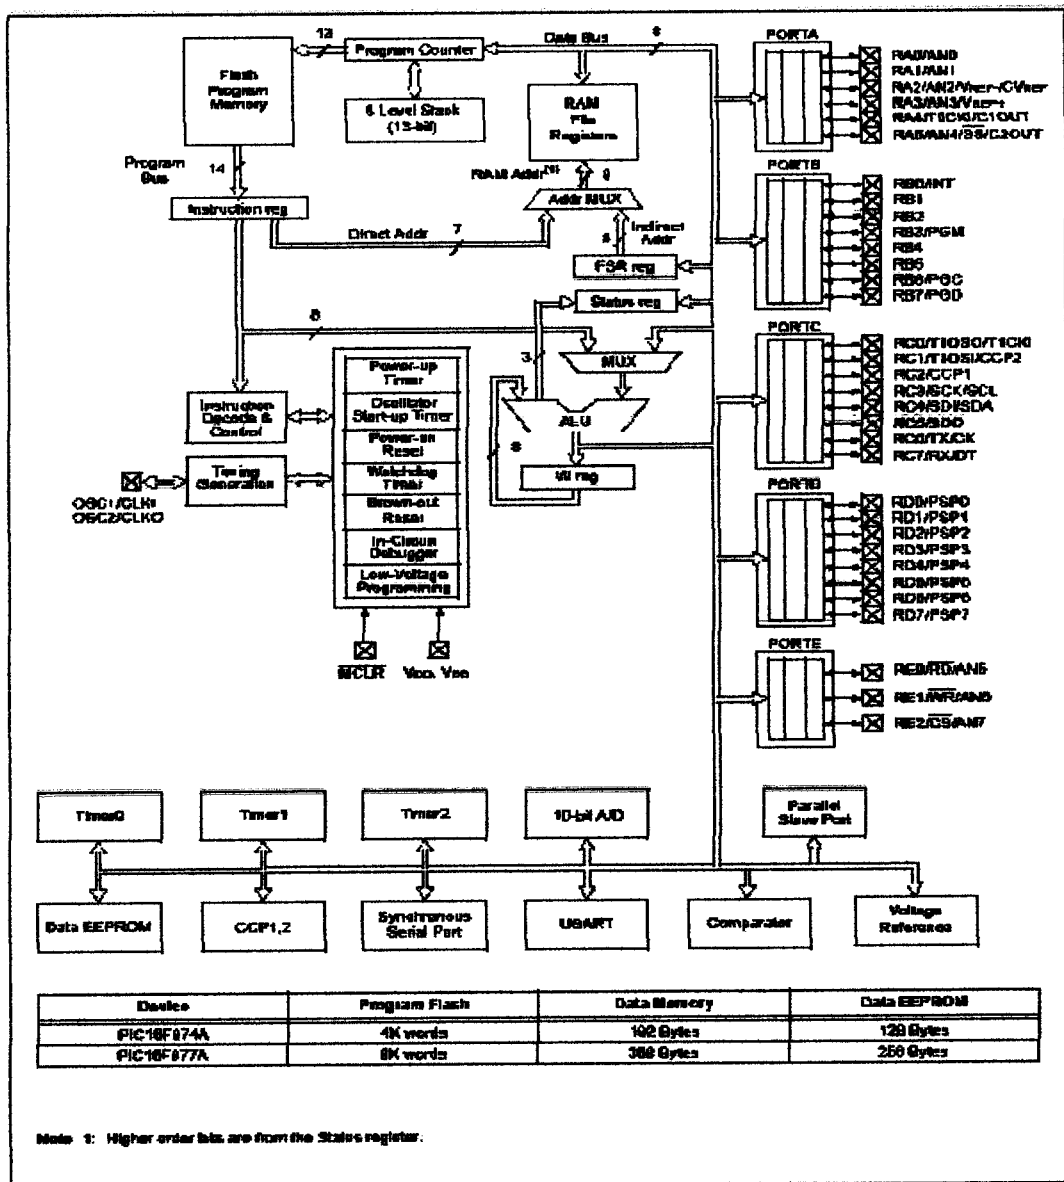 13
Program Counter
Data Bus
8
PORTA
Flash
Program
Memory
8 Level Stack
(13-bit)
RAM
File
Registers
RA0/AN0
RA1/AN1
RA2/AN2/VREF-/CVREF
RA3/AN3/VREF+
RA4/T0CKI/C1OUT
RA5/AN4/SS/C2OUT
Program
Bus
14
RAM Addr(1)
9
PORTB
Instruction reg
Addr MUX
RB0/INT
RB1
RB2
RB3/PGM
RB4
RB5
RB6/PGC
RB7/PGD
Direct Addr
7
Indirect
Addr
8
FSR reg
Status reg
8
PORTC
3
MUX
RC0/T1OSO/T1CKI
RC1/T1OSI/CCP2
RC2/CCP1
RC3/SCK/SCL
RC4/SDI/SDA
RC5/SDO
RC6/TX/CK
RC7/RX/DT
Power-up
Timer
Instruction
Decode &
Control
Oscillator
Start-up Timer
ALU
Power-on
Reset
8
Timing
Generation
Watchdog
Timer
W reg
OSC1/CLKI
OSC2/CLKO
Brown-out
Reset
PORTD
In-Circuit
Debugger
RD0/PSP0
RD1/PSP1
RD2/PSP2
RD3/PSP3
RD4/PSP4
RD5/PSP5
RD6/PSP6
RD7/PSP7
Low-Voltage
Programming
MCLR
VDD, VSS
PORTE
RE0/RD/AN5
RE1/WR/AN6
RE2/CS/AN7
Timer0
Timer1
Timer2
10-bit A/D
Parallel
Slave Port
Data EEPROM
CCP1,2
Synchronous
Serial Port
USART
Comparator
Voltage
Reference
Device Program Flash Data Memory Data EEPROM
PIC16F874A 4K words 192 Bytes 128 Bytes
PIC16F877A 8K words 368 Bytes 256 Bytes
Note 1: Higher order bits are from the Status register.